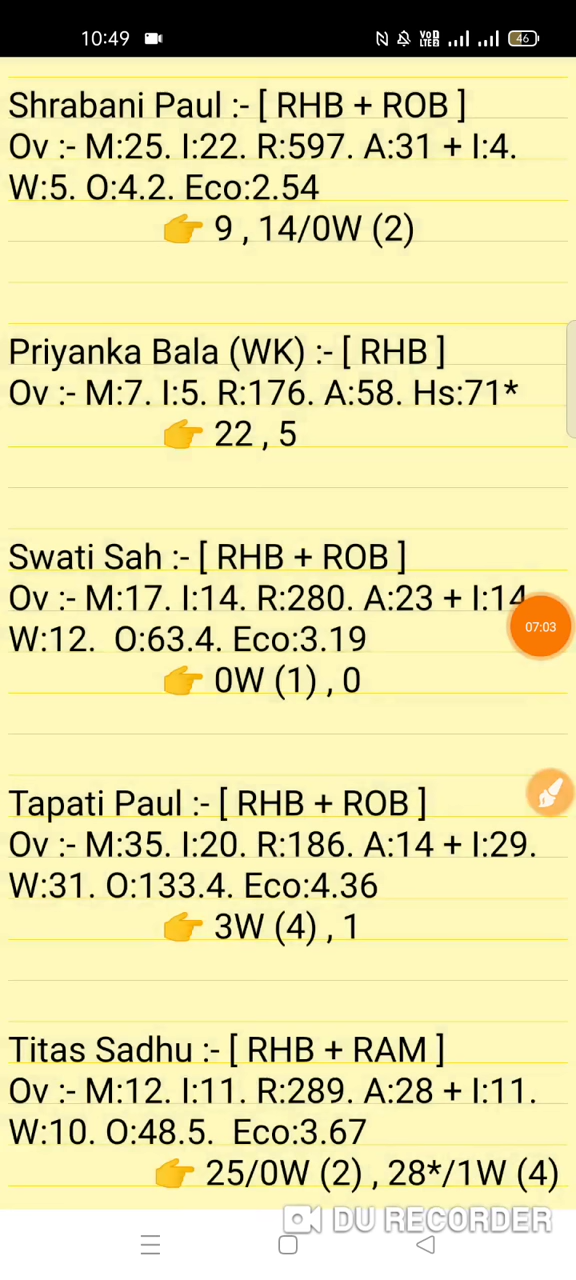 10:49
VoD LTE 46
Shrabani Paul :- [ RHB + ROB ]
Ov :- M:25. I:22. R:597. A:31 + I:4.
W:5. O:4.2. Eco:2.54
👉 9 , 14/0W (2)
Priyanka Bala (WK) :- [ RHB ]
Ov :- M:7. I:5. R:176. A:58. Hs:71*
👉 22 , 5
Swati Sah :- [ RHB + ROB ]
Ov :- M:17. I:14. R:280. A:23 + I:14
W:12. O:63.4. Eco:3.19
07:03
👉 0W (1) , 0
Tapati Paul :- [ RHB + ROB ]
Ov :- M:35. I:20. R:186. A:14 + I:29.
W:31. O:133.4. Eco:4.36
👉 3W (4) , 1
Titas Sadhu :- [ RHB + RAM ]
Ov :- M:12. I:11. R:289. A:28 + I:11.
W:10. O:48.5. Eco:3.67
👉 25/0W (2) , 28*/1W (4)
DU RECORDER